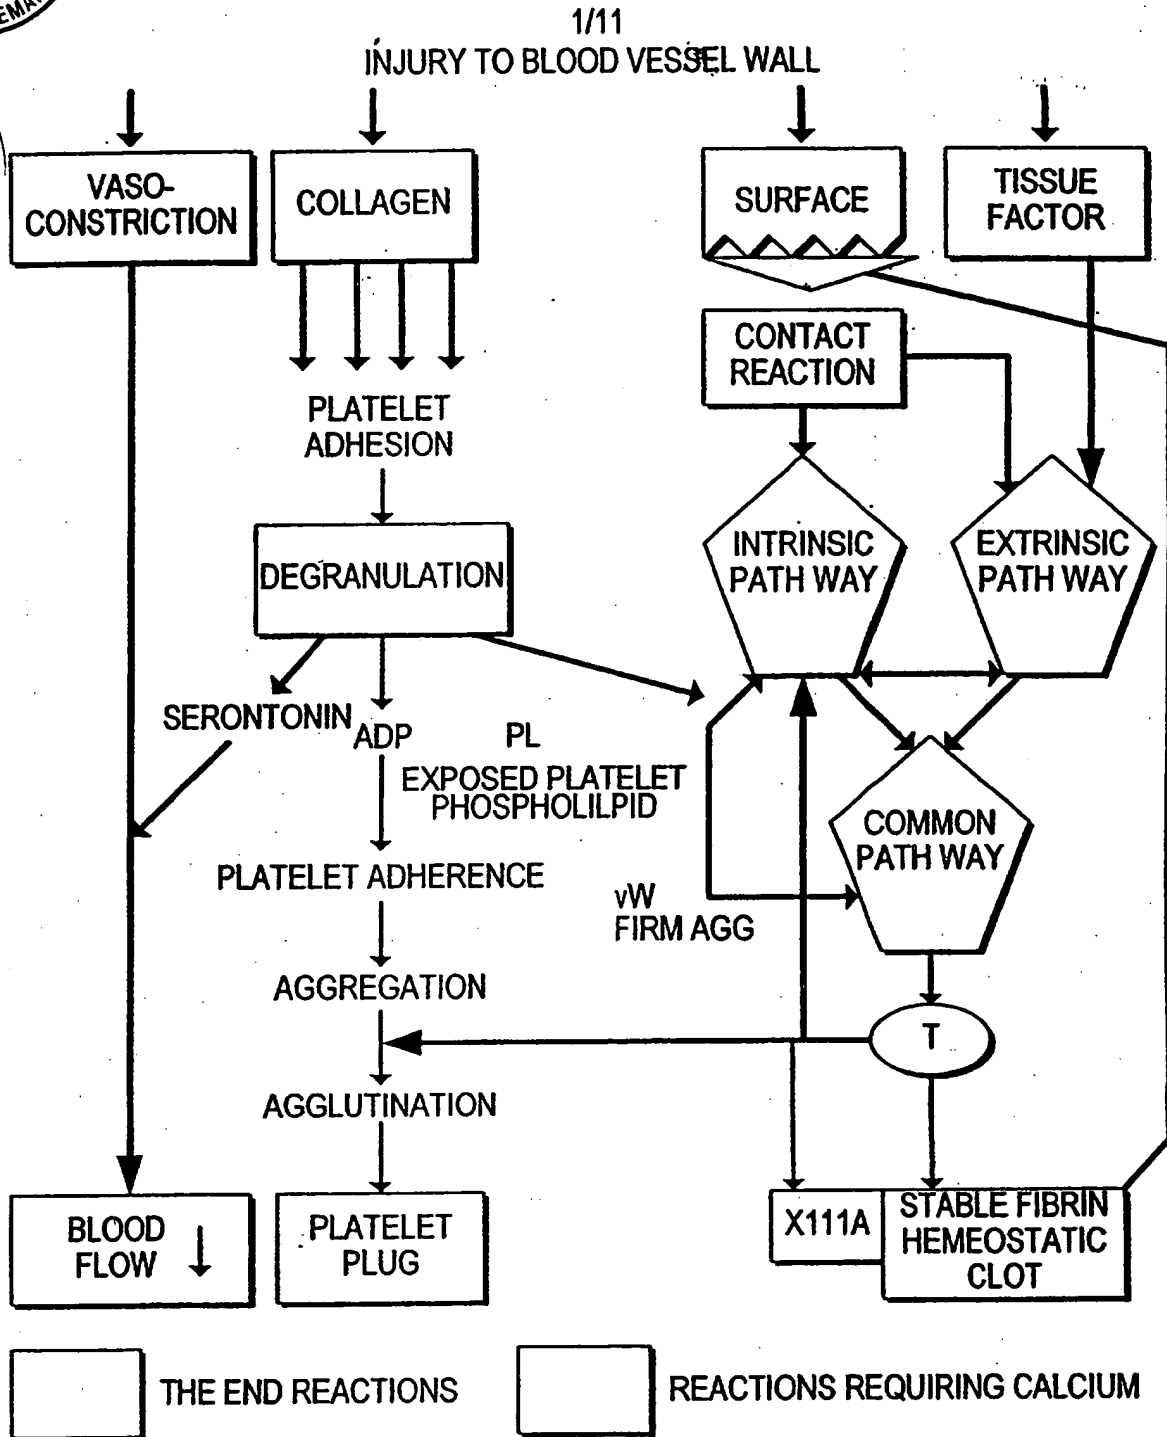 1/11
INJURY TO BLOOD VESSEL WALL
VASO-
CONSTRICTION
COLLAGEN
SURFACE
TISSUE
FACTOR
CONTACT
REACTION
PLATELET
ADHESION
DEGRANULATION
INTRINSIC
PATH WAY
EXTRINSIC
PATH WAY
SERONTONIN
ADP
PL
EXPOSED PLATELET
PHOSPHOLILPID
COMMON
PATH WAY
PLATELET ADHERENCE
vW
FIRM AGG
AGGREGATION
T
AGGLUTINATION
BLOOD
FLOW
PLATELET
PLUG
X111A
STABLE FIBRIN
HEMEOSTATIC
CLOT
THE END REACTIONS
REACTIONS REQUIRING CALCIUM